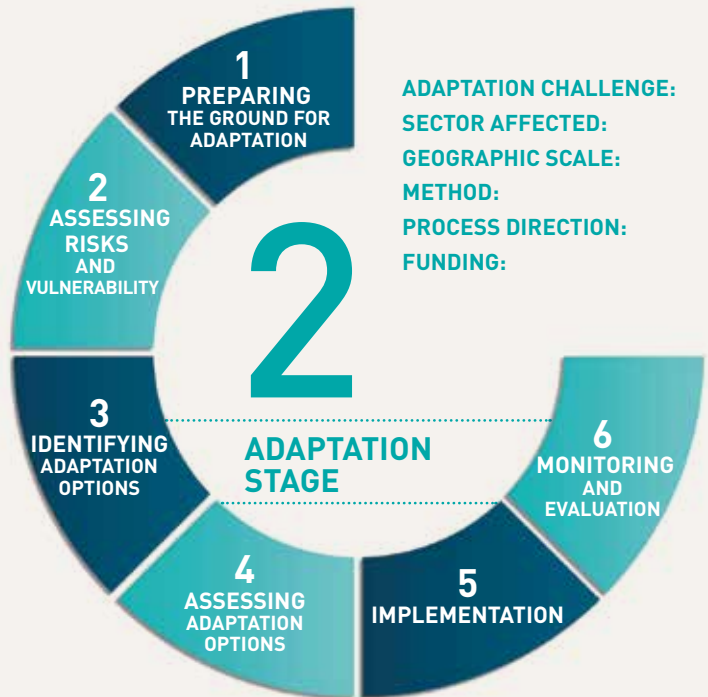 1
PREPARING
THE GROUND FOR
ADAPTATION
2
ASSESSING
RISKS
AND
VULNERABILITY
3
IDENTIFYING
ADAPTATION
OPTIONS
4
ASSESSING
ADAPTATION
OPTIONS
5
IMPLEMENTATION
6
MONITORING
AND
EVALUATION
2
ADAPTATION
STAGE
ADAPTATION CHALLENGE:
SECTOR AFFECTED:
GEOGRAPHIC SCALE:
METHOD:
PROCESS DIRECTION:
FUNDING: